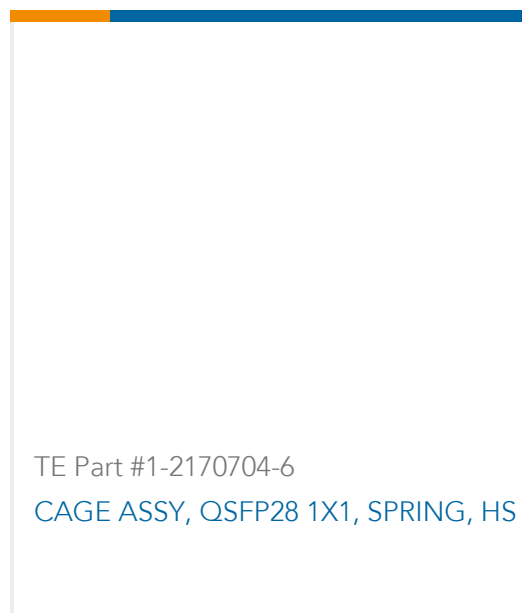 TE Part #1-2170704-6
CAGE ASSY, QSFP28 1X1, SPRING, HS